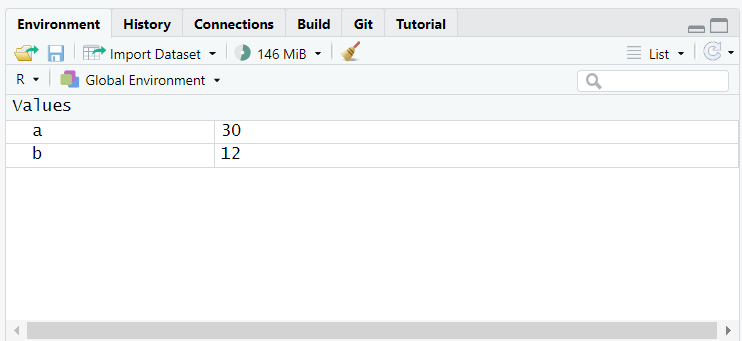 Environment History Connections Build Git Tutorial
Import Dataset 146 MiB List
R Global Environment
Values
a 30
b 12